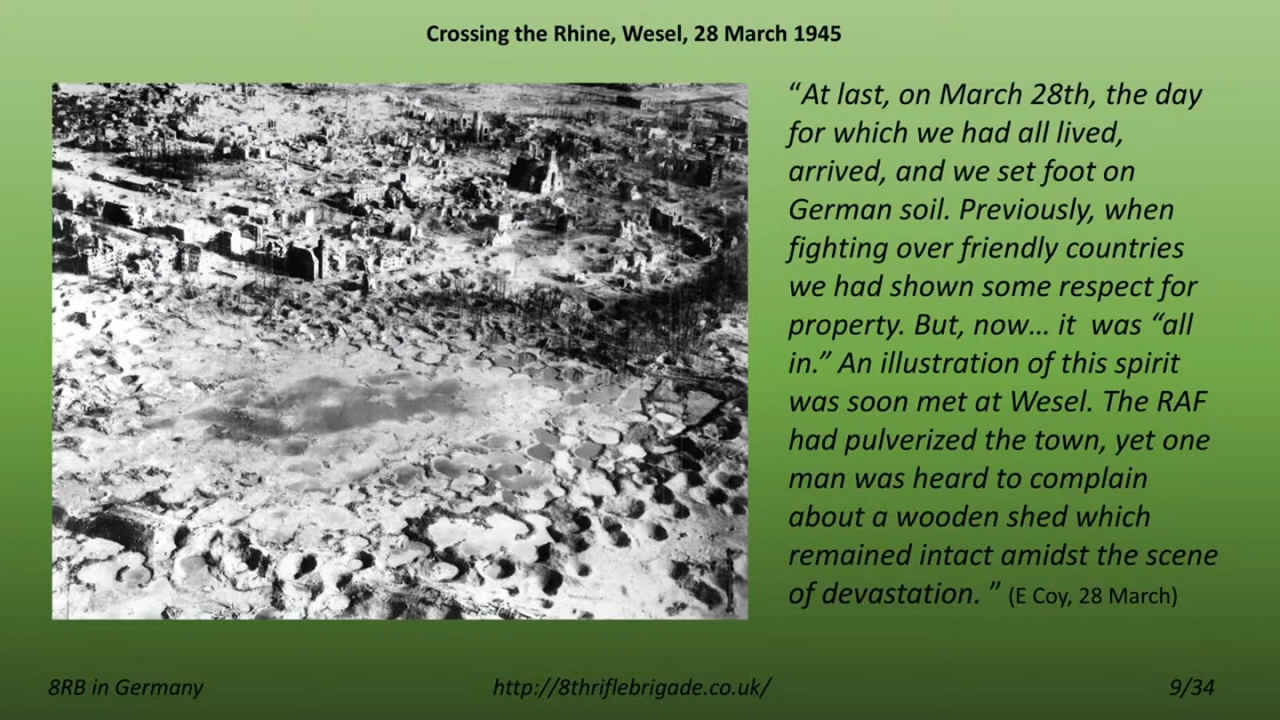 Crossing the Rhine, Wesel, 28 March 1945
“At last, on March 28th, the day
for which we had all lived,
arrived, and we set foot on
German soil. Previously, when
fighting over friendly countries
we had shown some respect for
property. But, now... it  was “all
in.” An illustration of this spirit
was soon met at Wesel. The RAF
had pulverized the town, yet one
man was heard to complain
about a wooden shed which
remained intact amidst the scene
of devastation. ” (E Coy, 28 March)
8RB in Germany
http://8thriflebrigade.co.uk/
9/34